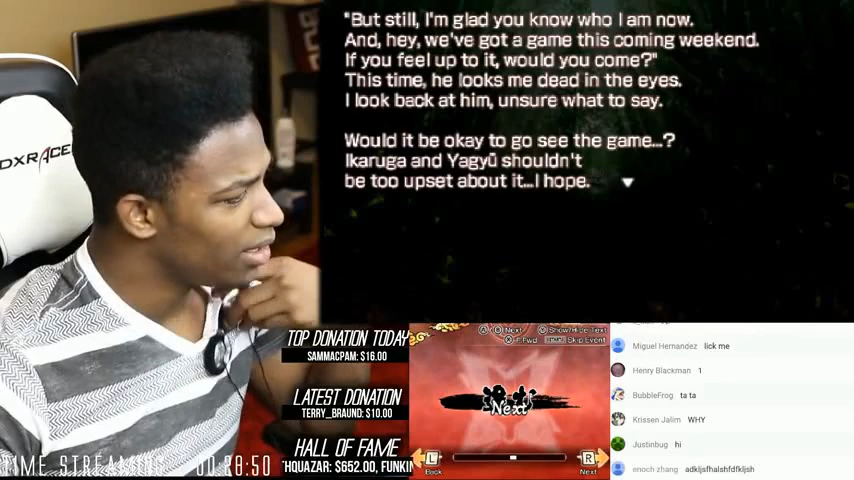 "But still, I'm glad you know who I am now.
And, hey, we've got a game this coming weekend.
If you feel up to it, would you come?"
This time, he looks me dead in the eyes.
I look back at him, unsure what to say.
Would it be okay to go see the game...?
Ikaruga and Yagyū shouldn't
be too upset about it...I hope.
DXRACE
TOP DONATION TODAY
SAMMACPAM: $16.00
LATEST DONATION
TERRY_BRAUND: $10.00
HALL OF FAME
HQUAZAR: $652.00, FUNKIN
TIME STREAMING 00:28:50
Next
Show/Hide Text
F.Fwd
Skip Event
Next
L
Back
R
Next
Miguel Hernandez lick me
Henry Blackman 1
BubbleFrog ta ta
Krissen Jalim WHY
Justinbug hi
enoch zhang adkljsfhalshfdfkljsh